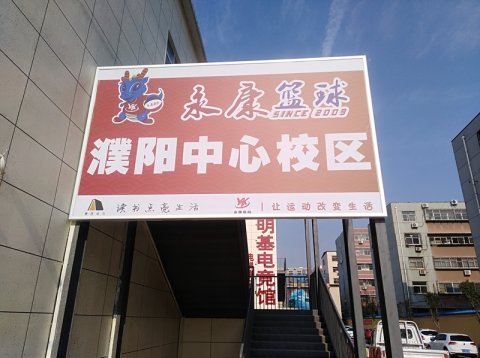 永康篮球
SINCE 2009
濮阳中心校区
读书点亮生活
让运动改变生活
明基电竞馆